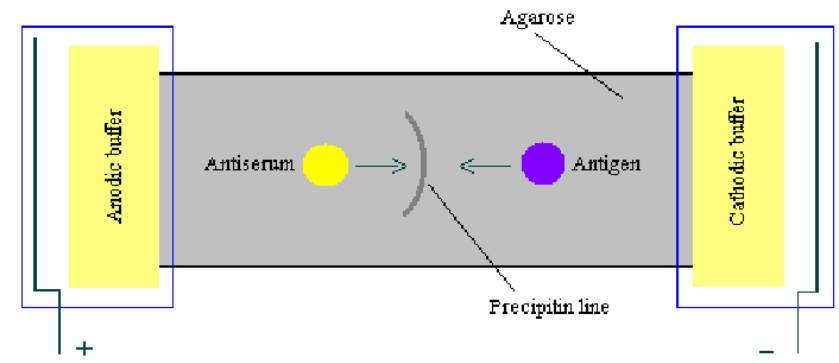 Agarose
Anodic buffer
Antiserum
Antigen
Cathodic buffer
Precipitin line
+
−